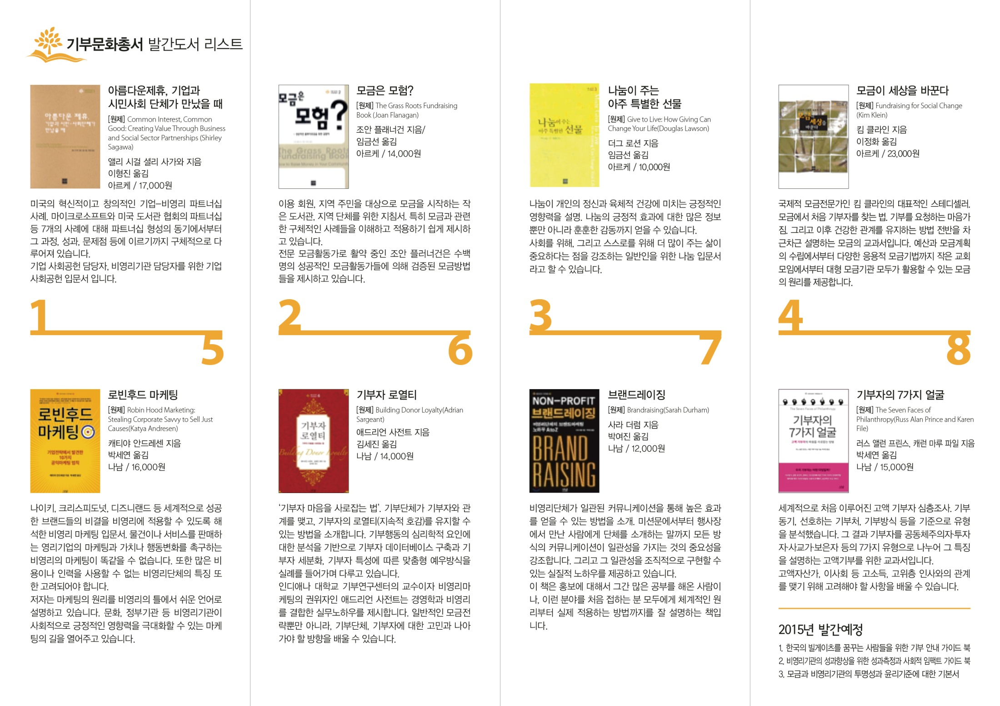 기부문화총서 발간도서 리스트
아름다운제휴, 기업과
시민사회 단체가 만났을 때
[원제] Common Interest, Common
Good: Creating Value Through Business
and Social Sector Partnerships (Shirley
Sagawa)
앨리 시걸 셜리 사가와 지음
이형진 옮김
아르케 / 17,000원
아름다운 제휴,
기업과 시민·사회단체가
만났을 때
미국의 혁신적이고 창의적인 기업-비영리 파트너십
사례. 마이크로소프트와 미국 도서관 협회의 파트너십
등 7개의 사례에 대해 파트너십 형성의 동기에서부터
그 과정, 성과, 문제점 등에 이르기까지 구체적으로 다
루어져 있습니다.
기업 사회공헌 담당자, 비영리기관 담당자를 위한 기업
사회공헌 입문서 입니다.
1
모금은 모험?
[원제] The Grass Roots Fundraising
Book (Joan Flanagan)
조안 플래너건 지음/
임금선 옮김
아르케 / 14,000원
모금은
모험?
The Grass Roots
Fundraising Book
How to Raise Money in Your Community
이용 회원, 지역 주민을 대상으로 모금을 시작하는 작
은 도서관, 지역 단체를 위한 지침서. 특히 모금과 관련
한 구체적인 사례들을 이해하고 적용하기 쉽게 제시하
고 있습니다.
전문 모금활동가로 활약 중인 조안 플러너건은 수백
명의 성공적인 모금활동가들에 의해 검증된 모금방법
들을 제시하고 있습니다.
2
나눔이 주는
아주 특별한 선물
[원제] Give to Live: How Giving Can
Change Your Life(Douglas Lawson)
더그 로션 지음
임금선 옮김
아르케 / 10,000원
나눔이 주는
아주 특별한 선물
나눔이 개인의 정신과 육체적 건강에 미치는 긍정적인
영향력을 설명. 나눔의 긍정적 효과에 대한 많은 정보
뿐만 아니라 훈훈한 감동까지 얻을 수 있습니다.
사회를 위해, 그리고 스스로를 위해 더 많이 주는 삶이
중요하다는 점을 강조하는 일반인을 위한 나눔 입문서
라고 할 수 있습니다.
3
모금이 세상을 바꾼다
[원제] Fundraising for Social Change
(Kim Klein)
킴 클라인 지음
이정화 옮김
아르케 / 23,000원
모금이
세상을
바꾼다
국제적 모금전문가인 킴 클라인의 대표적인 스테디셀러.
모금에서 처음 기부자를 찾는 법. 기부를 요청하는 마음가
짐. 그리고 이후 건강한 관계를 유지하는 방법 전반을 차
근차근 설명하는 모금의 교과서입니다. 예산과 모금계획
의 수립에서부터 다양한 응용적 모금기법까지 작은 교회
모임에서부터 대형 모금기관 모두가 활용할 수 있는 모금
의 원리를 제공합니다.
4
5
로빈후드 마케팅
[원제] Robin Hood Marketing:
Stealing Corporate Savvy to Sell Just
Causes(Katya Andresen)
캐티야 안드레센 지음
박세연 옮김
나남 / 16,000원
로빈후드
마케팅
기업전략에서 발견한
10가지
공익마케팅 법칙
나이키, 크리스피도넛, 디즈니랜드 등 세계적으로 성공
한 브랜드들의 비결을 비영리에 적용할 수 있도록 해
석한 비영리 마케팅 입문서. 물건이나 서비스를 판매하
는 영리기업의 마케팅과 가치나 행동변화를 촉구하는
비영리의 마케팅이 똑같을 수 없습니다. 또한 많은 비
용이나 인력을 사용할 수 없는 비영리단체의 특징 또
한 고려되어야 합니다.
저자는 마케팅의 원리를 비영리의 틀에서 쉬운 언어로
설명하고 있습니다. 문화, 정부기관 등 비영리기관이
사회적으로 긍정적인 영향력을 극대화할 수 있는 마케
팅의 길을 열어주고 있습니다.
6
기부자 로열티
[원제] Building Donor Loyalty(Adrian
Sargeant)
애드리언 사전트 지음
김세진 옮김
나남 / 14,000원
기부자
로열티
Building Donor Loyalty
‘기부자 마음을 사로잡는 법’. 기부단체가 기부자와 관
계를 맺고, 기부자의 로열티(지속적 호감)를 유지할 수
있는 방법을 소개합니다. 기부행동의 심리학적 요인에
대한 분석을 기반으로 기부자 데이터베이스 구축과 기
부자 세분화, 기부자 특성에 따른 맞춤형 예우방식을
실례를 들어가며 다루고 있습니다.
인디애나 대학교 기부연구센터의 교수이자 비영리마
케팅의 권위자인 애드리언 사전트는 경영학과 비영리
를 결합한 실무노하우를 제시합니다. 일반적인 모금전
략뿐만 아니라, 기부단체, 기부자에 대한 고민과 나아
가야 할 방향을 배울 수 있습니다.
7
브랜드레이징
[원제] Brandraising(Sarah Durham)
사라 더럼 지음
박여진 옮김
나남 / 12,000원
NON-PROFIT
브랜드레이징
비영리단체의 브랜드마케팅
노하우 A to Z
BRAND
RAISING
비영리단체가 일관된 커뮤니케이션을 통해 높은 효과
를 얻을 수 있는 방법을 소개. 미션문에서부터 행사장
에서 만난 사람에게 단체를 소개하는 말까지 모든 방
식의 커뮤니케이션이 일관성을 가지는 것의 중요성을
강조합니다. 그리고 그 일관성을 조직적으로 구현할 수
있는 실질적 노하우를 제공하고 있습니다.
이 책은 홍보에 대해서 그간 많은 공부를 해온 사람이
나, 이런 분야를 처음 접하는 분 모두에게 체계적인 원
리부터 실제 적용하는 방법까지를 잘 설명하는 책입
니다.
8
기부자의 7가지 얼굴
[원제] The Seven Faces of
Philanthropy(Russ Alan Prince and Karen
File)
러스 앨런 프린스, 캐런 마루 파일 지음
박세연 옮김
나남 / 15,000원
The Seven Faces of Philanthropy
기부자의
7가지 얼굴
세계적으로 처음 이루어진 고액 기부자 심층조사. 기부
동기, 선호하는 기부처, 기부방식 등을 기준으로 유형
을 분석했습니다. 그 결과 기부자를 공동체주의자·투자
자·사교가·보은자 등의 7가지 유형으로 나누어 그 특징
을 설명하는 고액기부를 위한 교과서입니다.
고액자산가, 이사회 등 고소득, 고위층 인사와의 관계
를 맺기 위해 고려해야 할 사항을 배울 수 있습니다.
2015년 발간예정
1. 한국의 빌게이츠를 꿈꾸는 사람들을 위한 기부 안내 가이드 북
2. 비영리기관의 성과향상을 위한 성과측정과 사회적 임팩트 가이드 북
3. 모금과 비영리기관의 투명성과 윤리기준에 대한 기본서